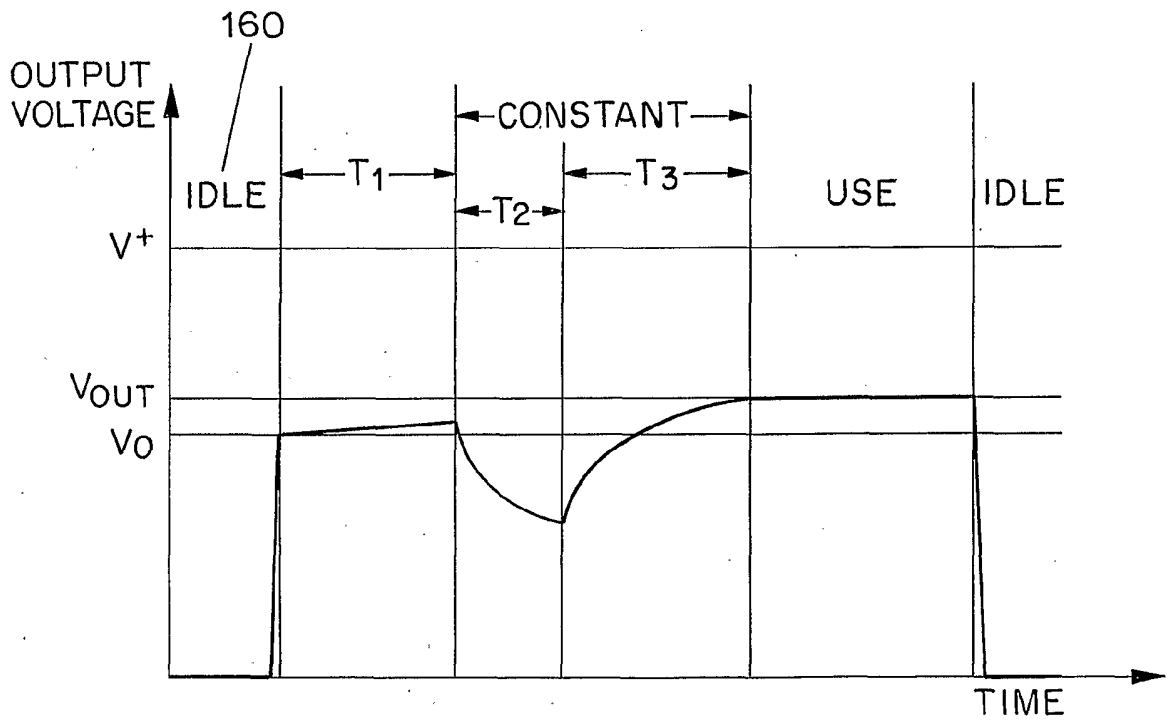 160
OUTPUT
VOLTAGE
CONSTANT
T1
T3
IDLE
USE
IDLE
T2
V+
VOUT
VO
TIME